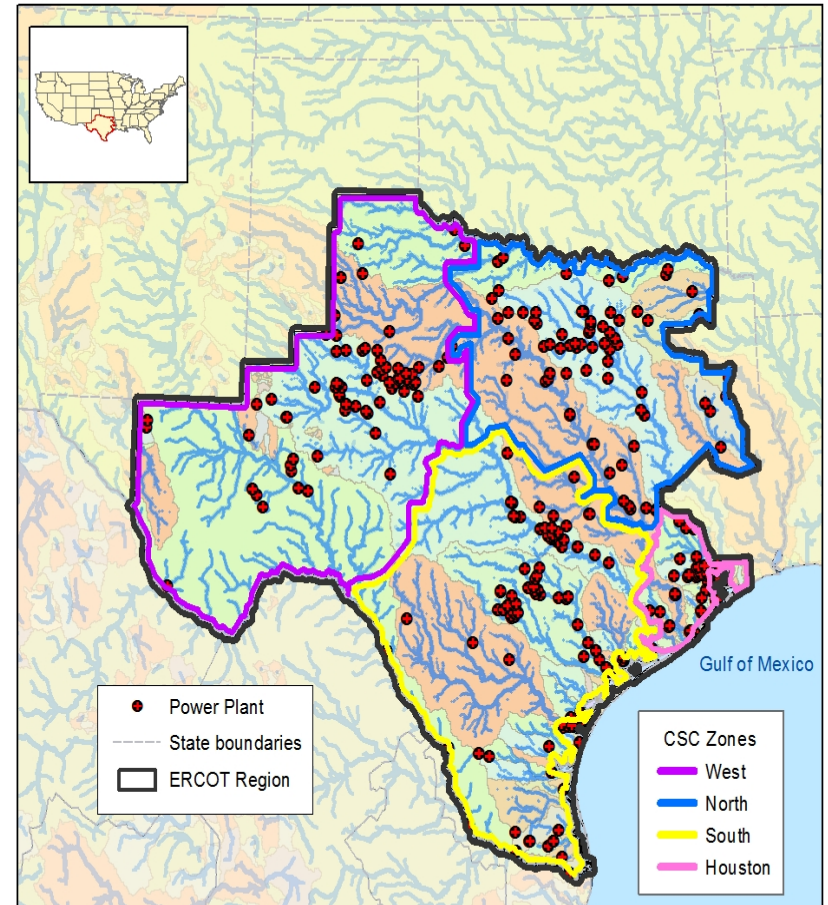 Gulf of Mexico
Power Plant
State boundaries
ERCOT Region
CSC Zones
West
North
South
Houston